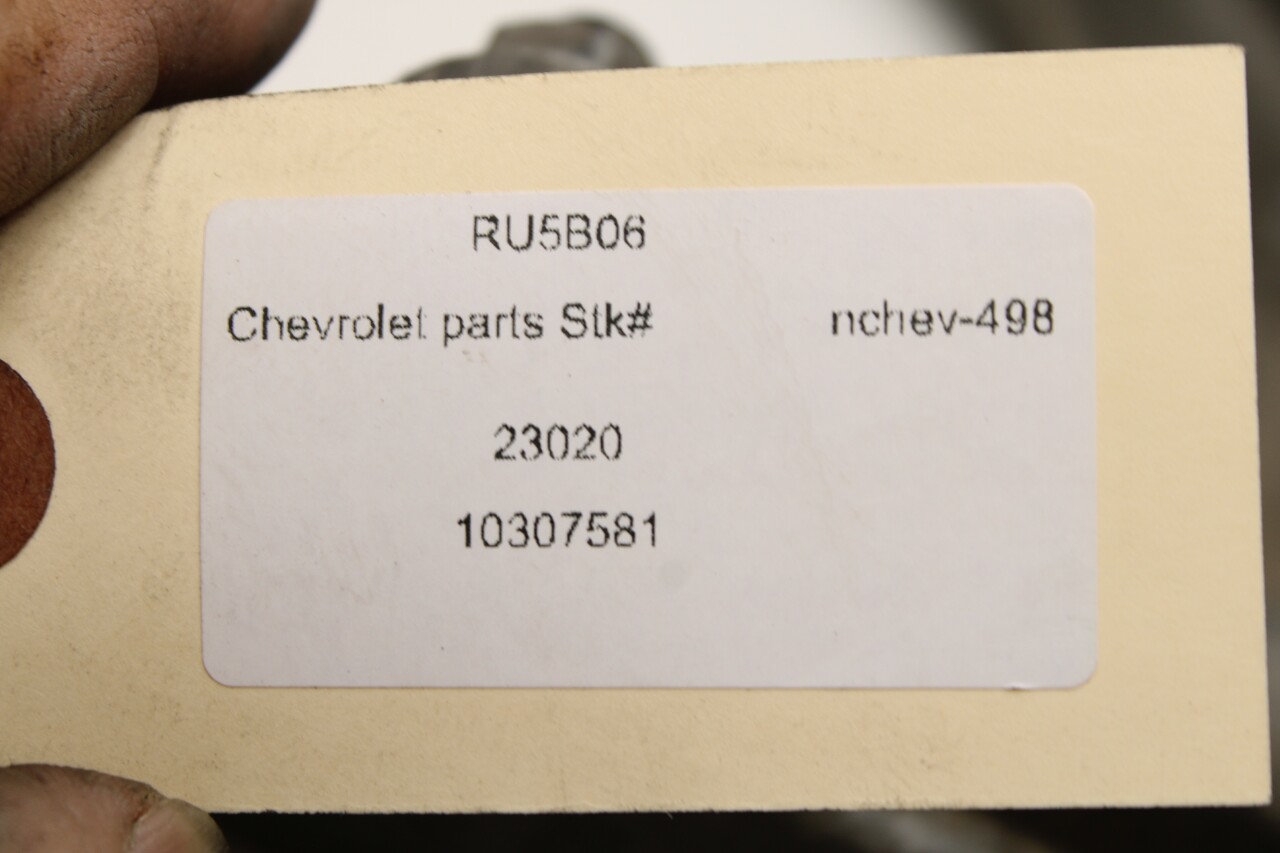 RU5B06
Chevrolet parts Stk# nchev-498
23020
10307581